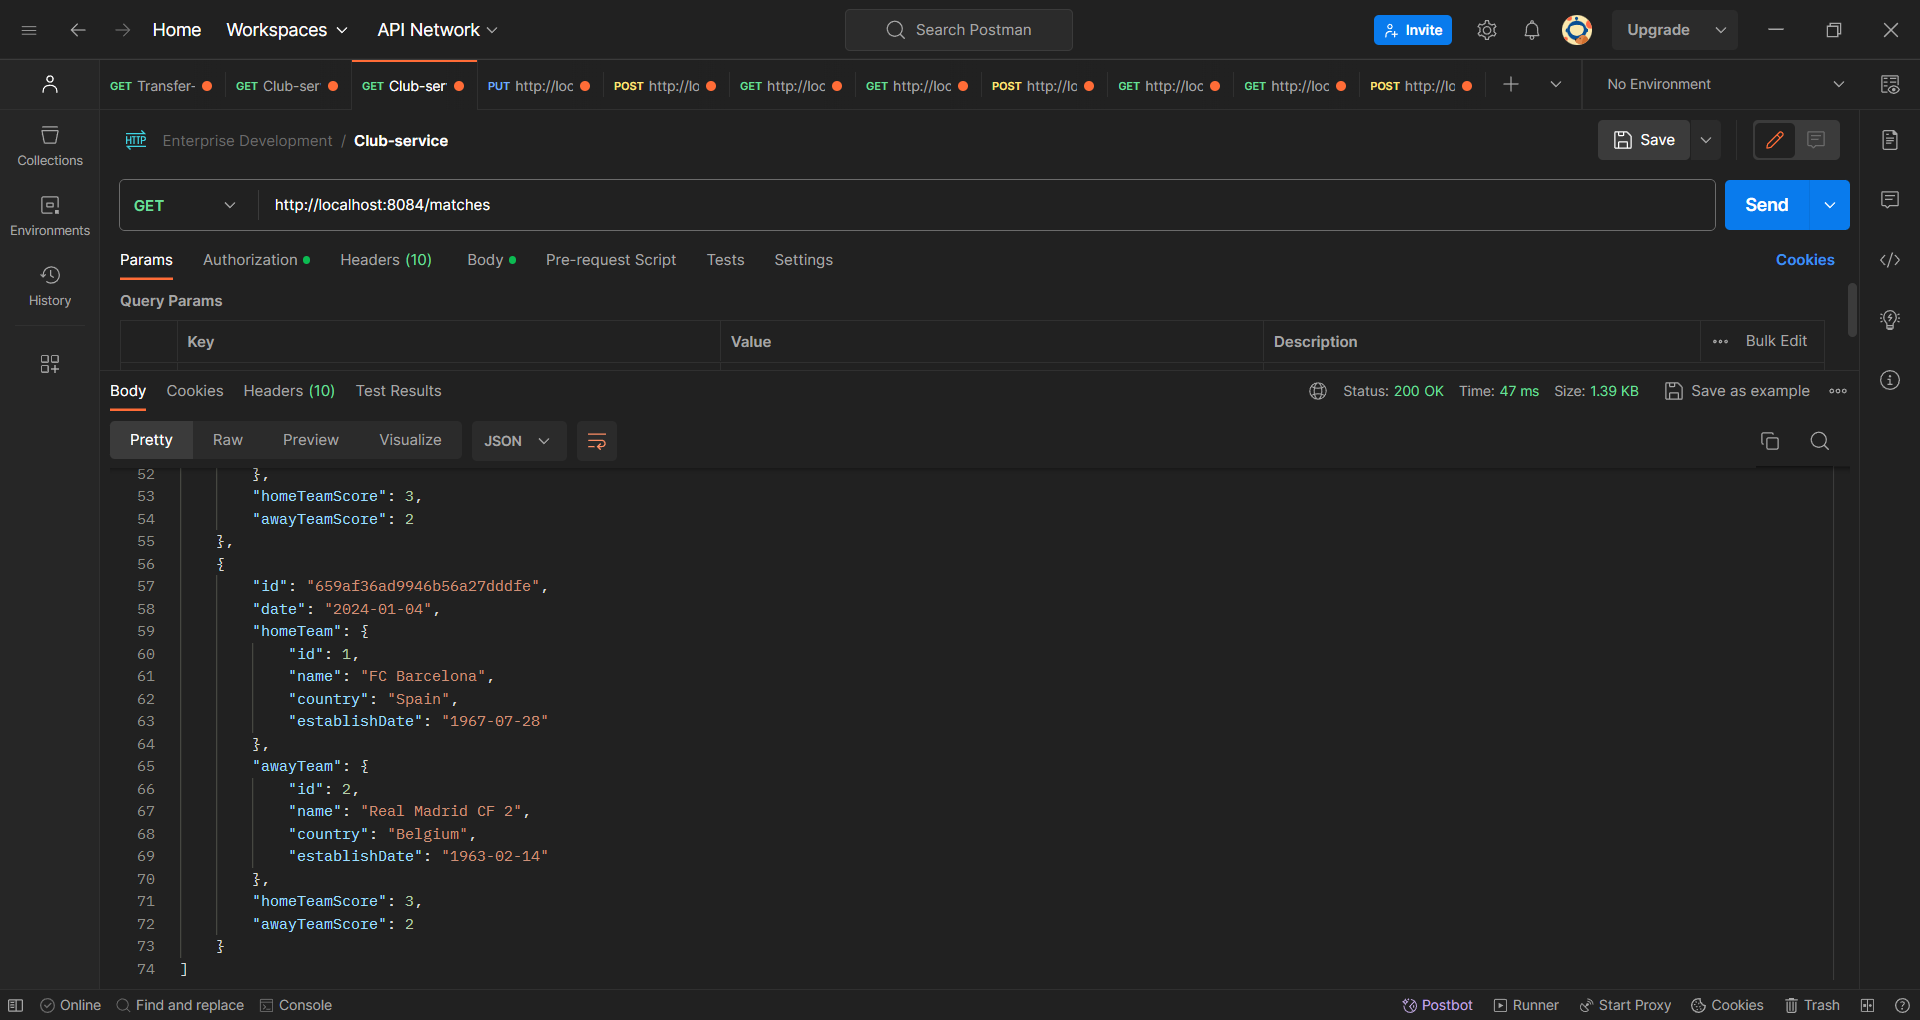 Home Workspaces API Network Search Postman Invite Upgrade
GET Transfer- GET Club-ser GET Club-ser PUT http://loc POST http://lo GET http://loc GET http://loc POST http://lc GET http://loc GET http://loc POST http://lc No Environment
HTTP Enterprise Development / Club-service Save
Collections
Environments
History
GET http://localhost:8084/matches Send
Params Authorization Headers (10) Body Pre-request Script Tests Settings Cookies
Query Params
Key Value Description Bulk Edit
Body Cookies Headers (10) Test Results Status: 200 OK Time: 47 ms Size: 1.39 KB Save as example
Pretty Raw Preview Visualize JSON
52 },
53 "homeTeamScore": 3,
54 "awayTeamScore": 2
55 },
56 {
57 "id": "659af36ad9946b56a27dddfe",
58 "date": "2024-01-04",
59 "homeTeam": {
60 "id": 1,
61 "name": "FC Barcelona",
62 "country": "Spain",
63 "establishDate": "1967-07-28"
64 },
65 "awayTeam": {
66 "id": 2,
67 "name": "Real Madrid CF 2",
68 "country": "Belgium",
69 "establishDate": "1963-02-14"
70 },
71 "homeTeamScore": 3,
72 "awayTeamScore": 2
73 }
74 ]
Online Find and replace Console Postbot Runner Start Proxy Cookies Trash